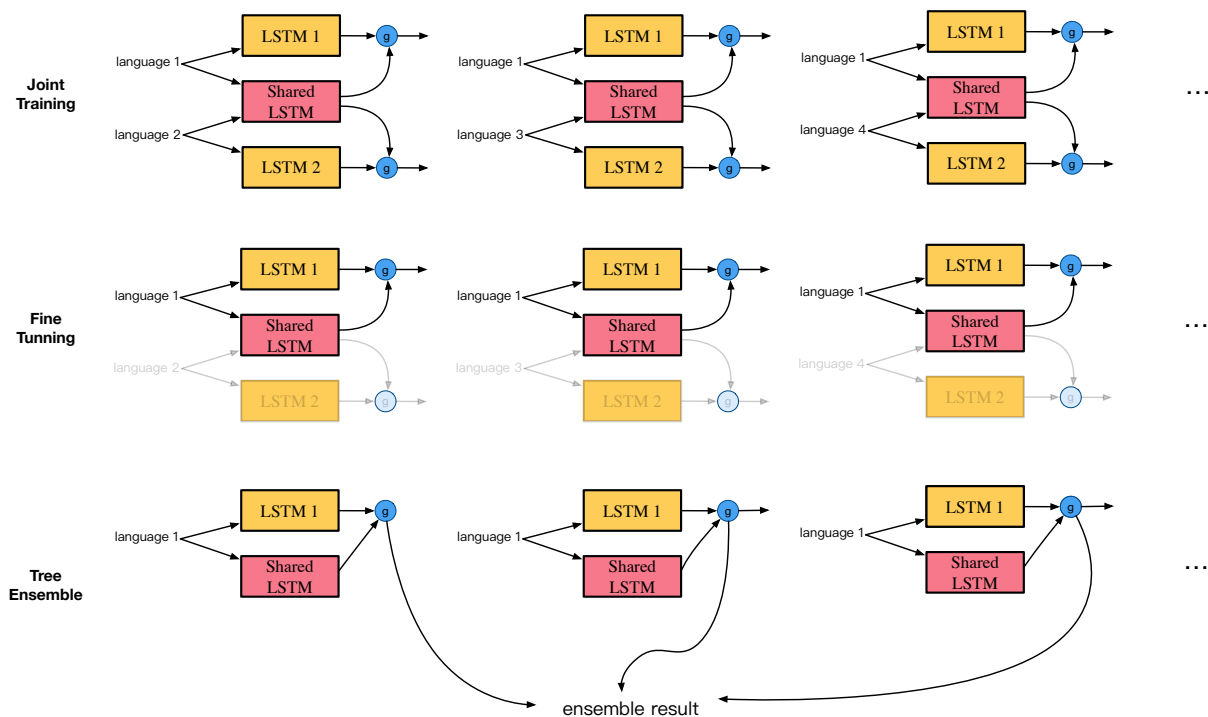 LSTM 1
g
LSTM 1
g
LSTM 1
g
language 1
language 1
language 1
Joint
Training
Shared
LSTM
Shared
LSTM
Shared
LSTM
...
language 2
language 3
language 4
LSTM 2
g
LSTM 2
g
LSTM 2
g
LSTM 1
g
LSTM 1
g
LSTM 1
g
language 1
language 1
language 1
Fine
Tunning
Shared
LSTM
Shared
LSTM
Shared
LSTM
...
language 2
language 3
language 4
LSTM 2
g
LSTM 2
g
LSTM 2
g
LSTM 1
g
LSTM 1
g
LSTM 1
g
language 1
language 1
language 1
Tree
Ensemble
Shared
LSTM
Shared
LSTM
Shared
LSTM
...
ensemble result